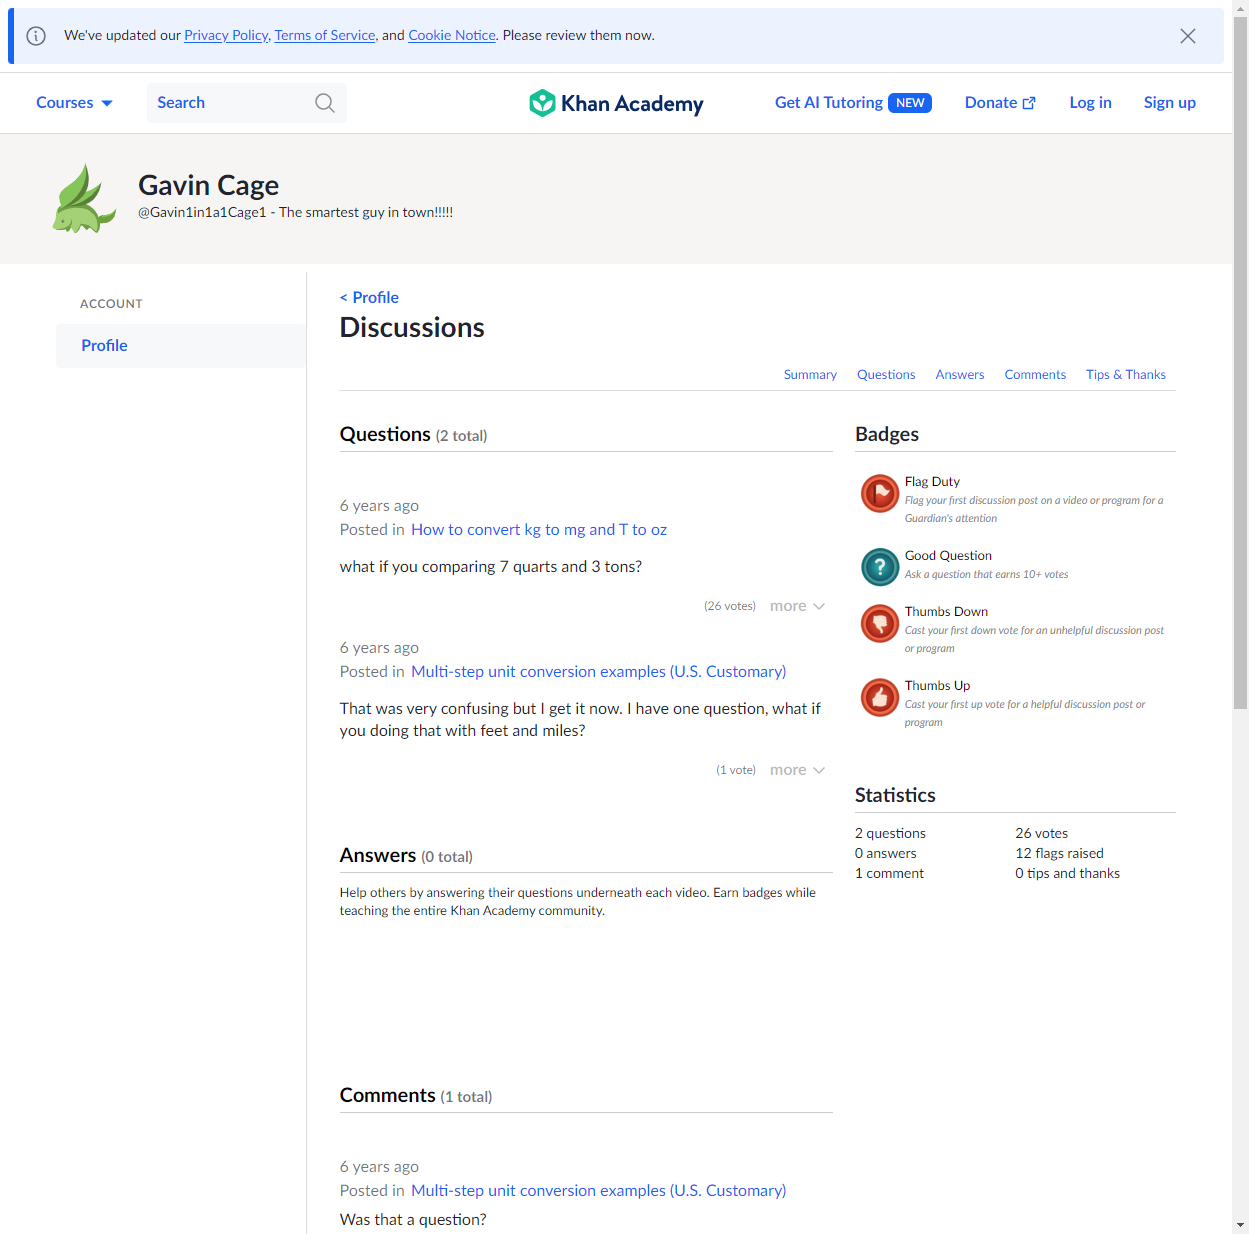 We've updated our Privacy Policy, Terms of Service, and Cookie Notice. Please review them now.
Courses
Search
Khan Academy
Get AI Tutoring NEW
Donate
Log in
Sign up
Gavin Cage
@Gavin1in1a1Cage1 - The smartest guy in town!!!!!
ACCOUNT
Profile
< Profile
Discussions
Summary
Questions
Answers
Comments
Tips & Thanks
Questions (2 total)
6 years ago
Posted in How to convert kg to mg and T to oz
what if you comparing 7 quarts and 3 tons?
(26 votes) more
6 years ago
Posted in Multi-step unit conversion examples (U.S. Customary)
That was very confusing but I get it now. I have one question, what if
you doing that with feet and miles?
(1 vote) more
Answers (0 total)
Help others by answering their questions underneath each video. Earn badges while
teaching the entire Khan Academy community.
Comments (1 total)
6 years ago
Posted in Multi-step unit conversion examples (U.S. Customary)
Was that a question?
Badges
Flag Duty
Flag your first discussion post on a video or program for a
Guardian's attention
?
Good Question
Ask a question that earns 10+ votes
Thumbs Down
Cast your first down vote for an unhelpful discussion post
or program
Thumbs Up
Cast your first up vote for a helpful discussion post or
program
Statistics
2 questions
26 votes
0 answers
12 flags raised
1 comment
0 tips and thanks